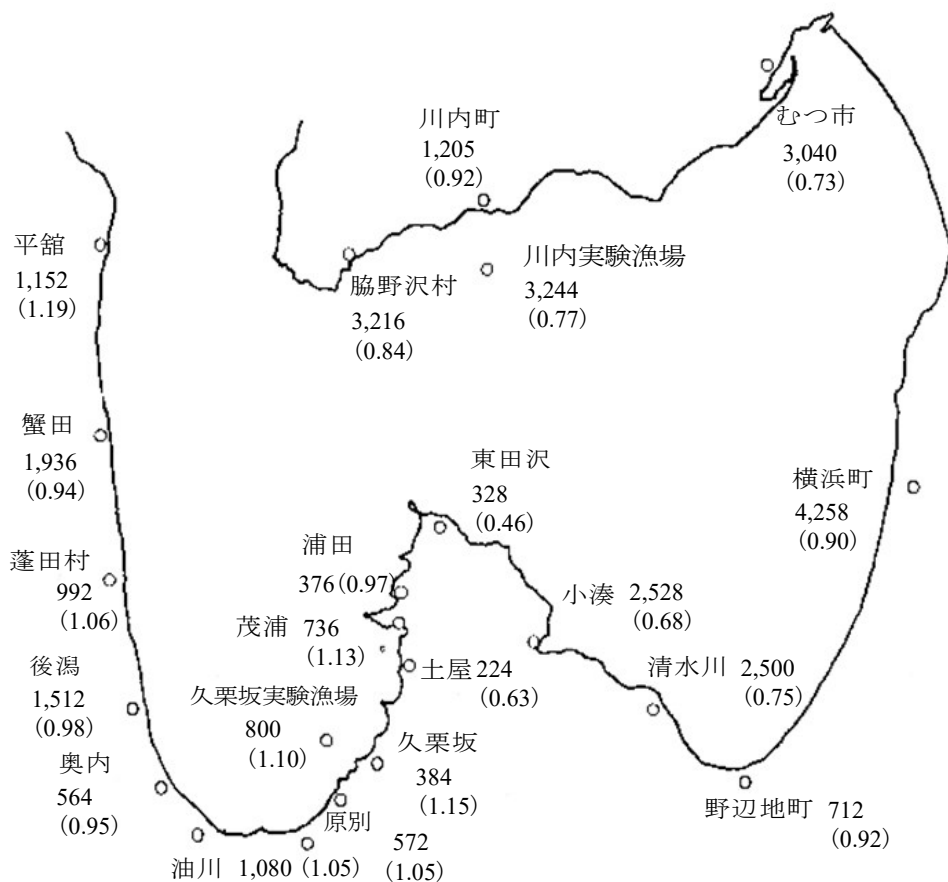 川内町
1,205
(0.92)
むつ市
3,040
(0.73)
平舘
1,152
(1.19)
脇野沢村
3,216
(0.84)
川内実験漁場
3,244
(0.77)
蟹田
1,936
(0.94)
東田沢
328
(0.46)
横浜町
4,258
(0.90)
浦田
376(0.97)
蓬田村
992
(1.06)
茂浦 736
(1.13)
小湊 2,528
(0.68)
土屋 224
(0.63)
清水川 2,500
(0.75)
後潟
1,512
(0.98)
久栗坂実験漁場
800
(1.10)
久栗坂
384
(1.15)
奥内
564
(0.95)
野辺地町 712
(0.92)
原別
572
(1.05)
油川 1,080 (1.05)